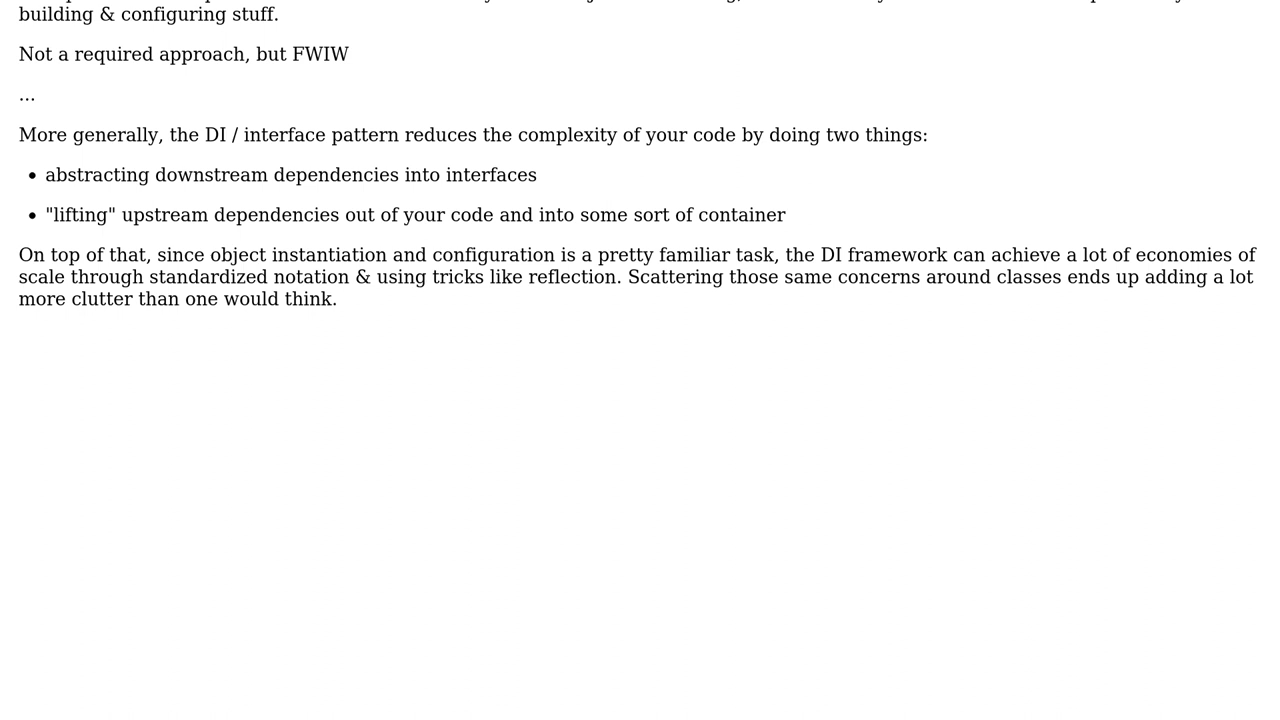 building & configuring stuff.
Not a required approach, but FWIW
...
More generally, the DI / interface pattern reduces the complexity of your code by doing two things:
• abstracting downstream dependencies into interfaces
• "lifting" upstream dependencies out of your code and into some sort of container
On top of that, since object instantiation and configuration is a pretty familiar task, the DI framework can achieve a lot of economies of
scale through standardized notation & using tricks like reflection. Scattering those same concerns around classes ends up adding a lot
more clutter than one would think.